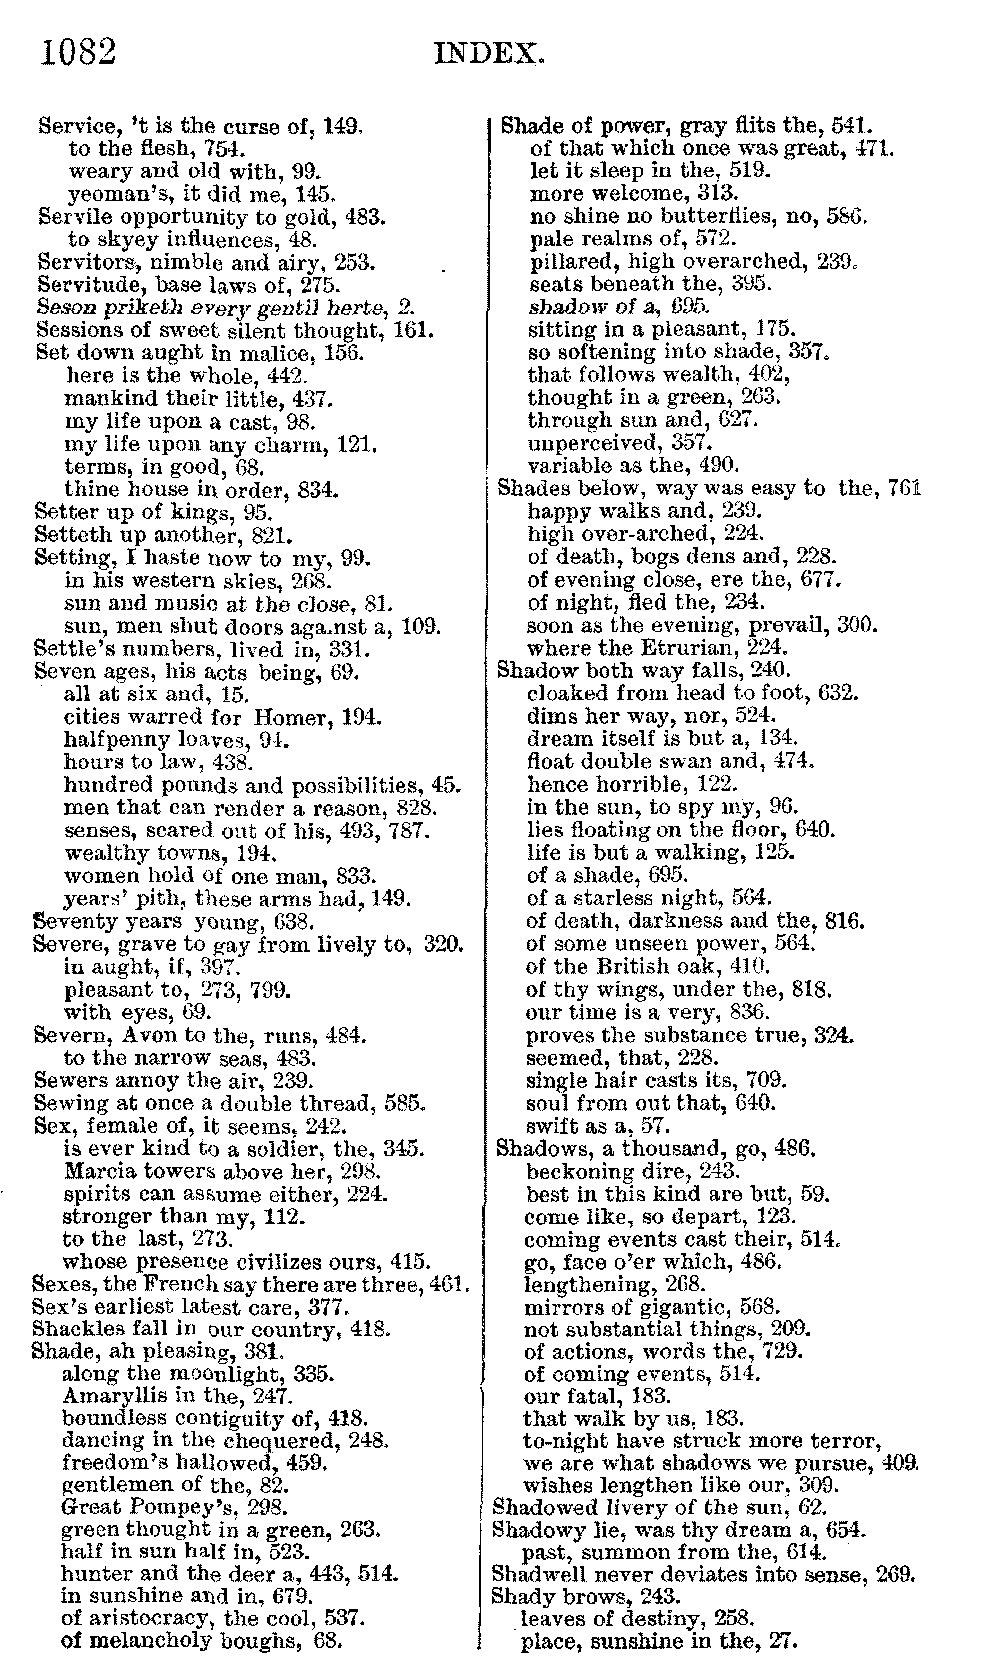 1082
INDEX.
Service, 't is the curse of, 149.
to the flesh, 754.
weary and old with, 99.
yeoman's, it did me, 145.
Servile opportunity to gold, 483.
to skyey influences, 48.
Servitors, nimble and airy, 253.
Servitude, base laws of, 275.
Seson priketh every gentil herte, 2.
Sessions of sweet silent thought, 161.
Set down aught in malice, 156.
here is the whole, 442.
mankind their little, 437.
my life upon a cast, 98.
my life upon any charm, 121.
terms, in good, 68.
thine house in order, 834.
Setter up of kings, 95.
Setteth up another, 821.
Setting, I haste now to my, 99.
in his western skies, 268.
sun and music at the close, 81.
sun, men shut doors aga.nst a, 109.
Settle's numbers, lived in, 331.
Seven ages, his acts being, 69.
all at six and, 15.
cities warred for Homer, 194.
halfpenny loaves, 94.
hours to law, 438.
hundred pounds and possibilities, 45.
men that can render a reason, 828.
senses, scared out of his, 493, 787.
wealthy towns, 194.
women hold of one man, 833.
years' pith, these arms had, 149.
Seventy years young, 638.
Severe, grave to gay from lively to, 320.
in aught, if, 397.
pleasant to, 273, 799.
with eyes, 69.
Severn, Avon to the, runs, 484.
to the narrow seas, 483.
Sewers annoy the air, 239.
Sewing at once a double thread, 585.
Sex, female of, it seems, 242.
is ever kind to a soldier, the, 345.
Marcia towers above her, 298.
spirits can assume either, 224.
stronger than my, 112.
to the last, 273.
whose presence civilizes ours, 415.
Sexes, the French say there are three, 461.
Sex's earliest latest care, 377.
Shackles fall in our country, 418.
Shade, ah pleasing, 381.
along the moonlight, 335.
Amaryllis in the, 247.
boundless contiguity of, 418.
dancing in the chequered, 248.
freedom's hallowed, 459.
gentlemen of the, 82.
Great Pompey's, 298.
green thought in a green, 263.
half in sun half in, 523.
hunter and the deer a, 443, 514.
in sunshine and in, 679.
of aristocracy, the cool, 537.
of melancholy boughs, 68.
Shade of power, gray flits the, 541.
of that which once was great, 471.
let it sleep in the, 519.
more welcome, 313.
no shine no butterflies, no, 586.
pale realms of, 572.
pillared, high overarched, 239.
seats beneath the, 395.
shadow of a, 695.
sitting in a pleasant, 175.
so softening into shade, 357.
that follows wealth, 402,
thought in a green, 263.
through sun and, 627.
unperceived, 357.
variable as the, 490.
Shades below, way was easy to the, 761
happy walks and, 239.
high over-arched, 224.
of death, bogs dens and, 228.
of evening close, ere the, 677.
of night, fled the, 234.
soon as the evening, prevail, 300.
where the Etrurian, 224.
Shadow both way falls, 240.
cloaked from head to foot, 632.
dims her way, nor, 524.
dream itself is but a, 134.
float double swan and, 474.
hence horrible, 122.
in the sun, to spy my, 96.
lies floating on the floor, 640.
life is but a walking, 125.
of a shade, 695.
of a starless night, 564.
of death, darkness and the, 816.
of some unseen power, 564.
of the British oak, 410.
of thy wings, under the, 818.
our time is a very, 836.
proves the substance true, 324.
seemed, that, 228.
single hair casts its, 709.
soul from out that, 640.
swift as a, 57.
Shadows, a thousand, go, 486.
beckoning dire, 243.
best in this kind are but, 59.
come like, so depart, 123.
coming events cast their, 514.
go, face o'er which, 486.
lengthening, 268.
mirrors of gigantic, 568.
not substantial things, 209.
of actions, words the, 729.
of coming events, 514.
our fatal, 183.
that walk by us, 183.
to-night have struck more terror,
we are what shadows we pursue, 409.
wishes lengthen like our, 309.
Shadowed livery of the sun, 62.
Shadowy lie, was thy dream a, 654.
past, summon from the, 614.
Shadwell never deviates into sense, 269.
Shady brows, 243.
leaves of destiny, 258.
place, sunshine in the, 27.